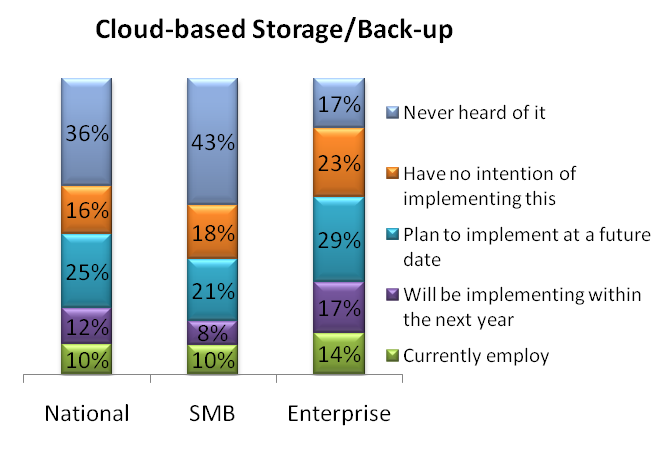 Cloud-based Storage/Back-up
36%
43%
17%
16%
18%
23%
25%
21%
29%
12%
8%
17%
10%
10%
14%
National
SMB
Enterprise
Never heard of it
Have no intention of
implementing this
Plan to implement at a future
date
Will be implementing within
the next year
Currently employ